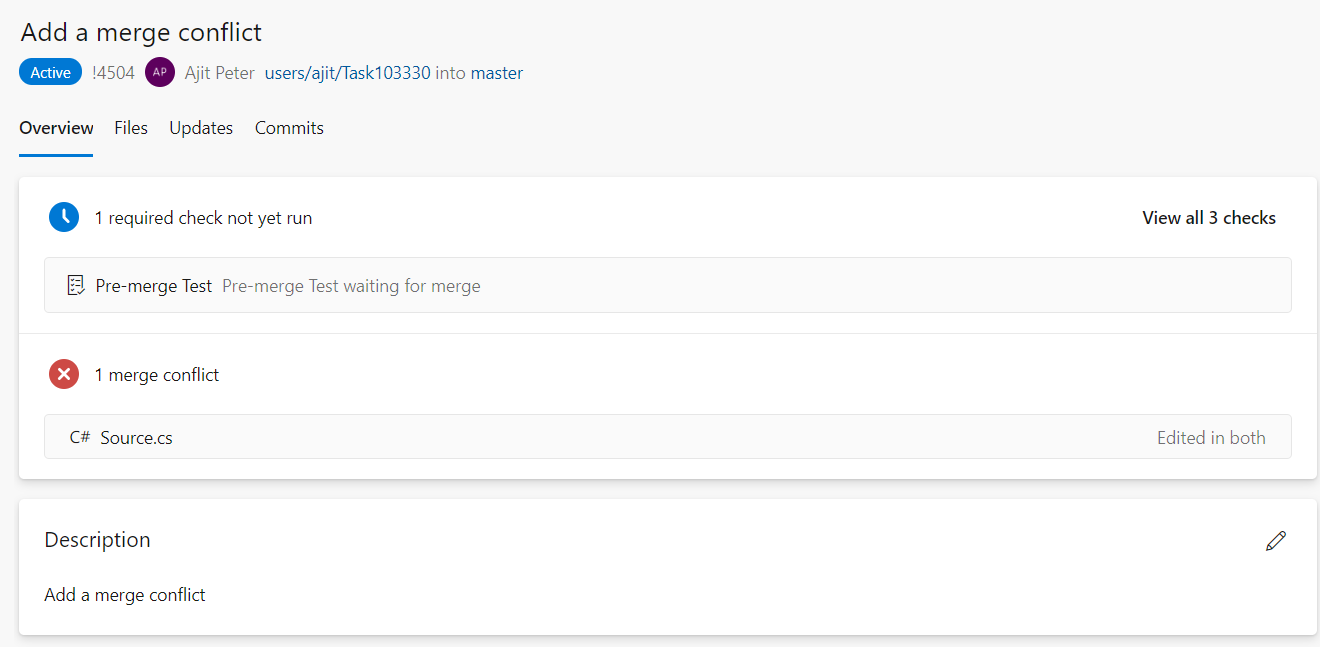 Add a merge conflict
Active !4504 AP Ajit Peter users/ajit/Task103330 into master
Overview Files Updates Commits
1 required check not yet run View all 3 checks
Pre-merge Test Pre-merge Test waiting for merge
1 merge conflict
C# Source.cs Edited in both
Description
Add a merge conflict